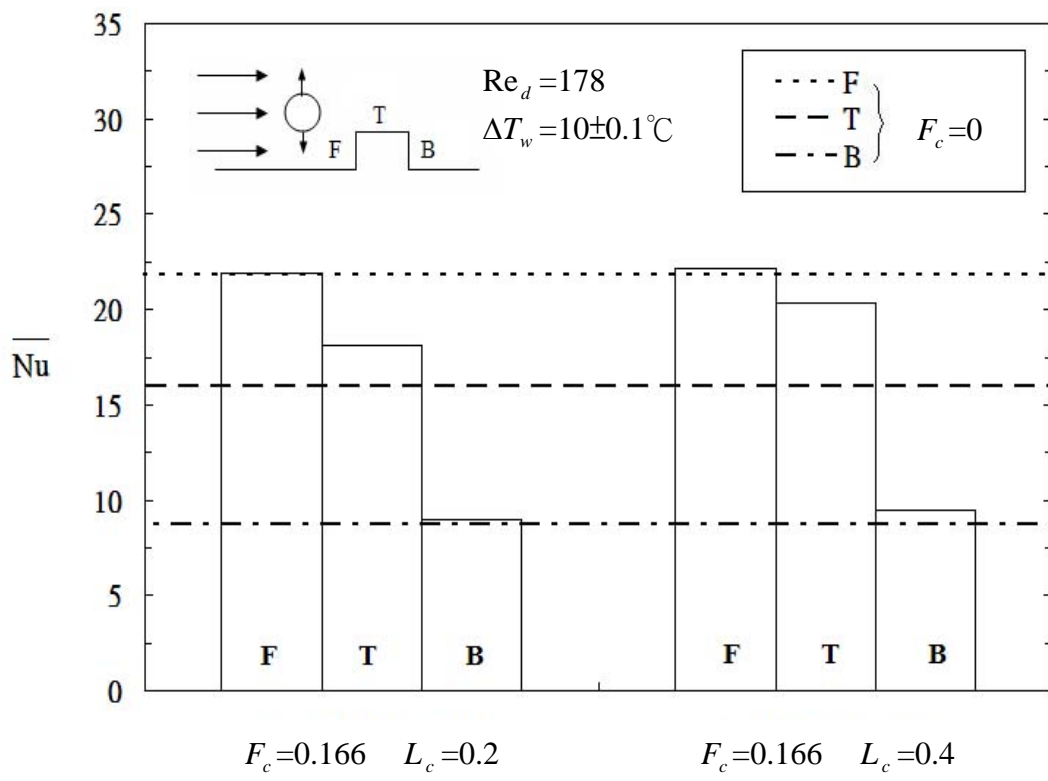 35
30
25
20
15
10
5
0
N̅u̅
Re_d =178
ΔT_w =10±0.1℃
T
F B
F
T
B
F_c =0
F T B
F T B
F_c =0.166 L_c =0.2
F_c =0.166 L_c =0.4